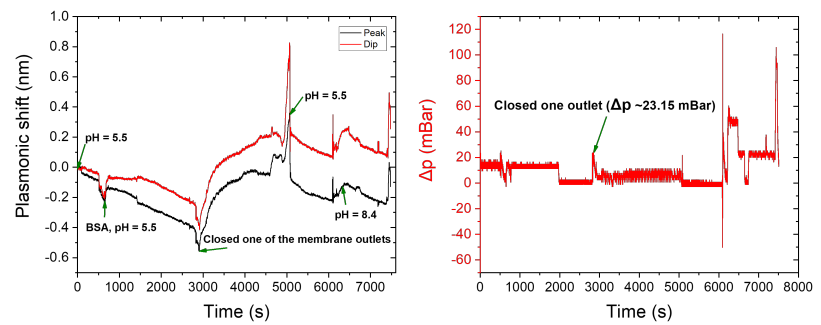 Plasmonic shift (nm)
1.0
0.8
0.6
0.4
0.2
0.0
-0.2
-0.4
-0.6
Peak
Dip
pH = 5.5
pH = 5.5
BSA, pH = 5.5
pH = 8.4
Closed one of the membrane outlets
0 1000 2000 3000 4000 5000 6000 7000
Time (s)
Δp (mBar)
120
100
80
60
40
20
0
-20
-40
-60
Closed one outlet (Δp ~23.15 mBar)
0 1000 2000 3000 4000 5000 6000 7000 8000
Time (s)